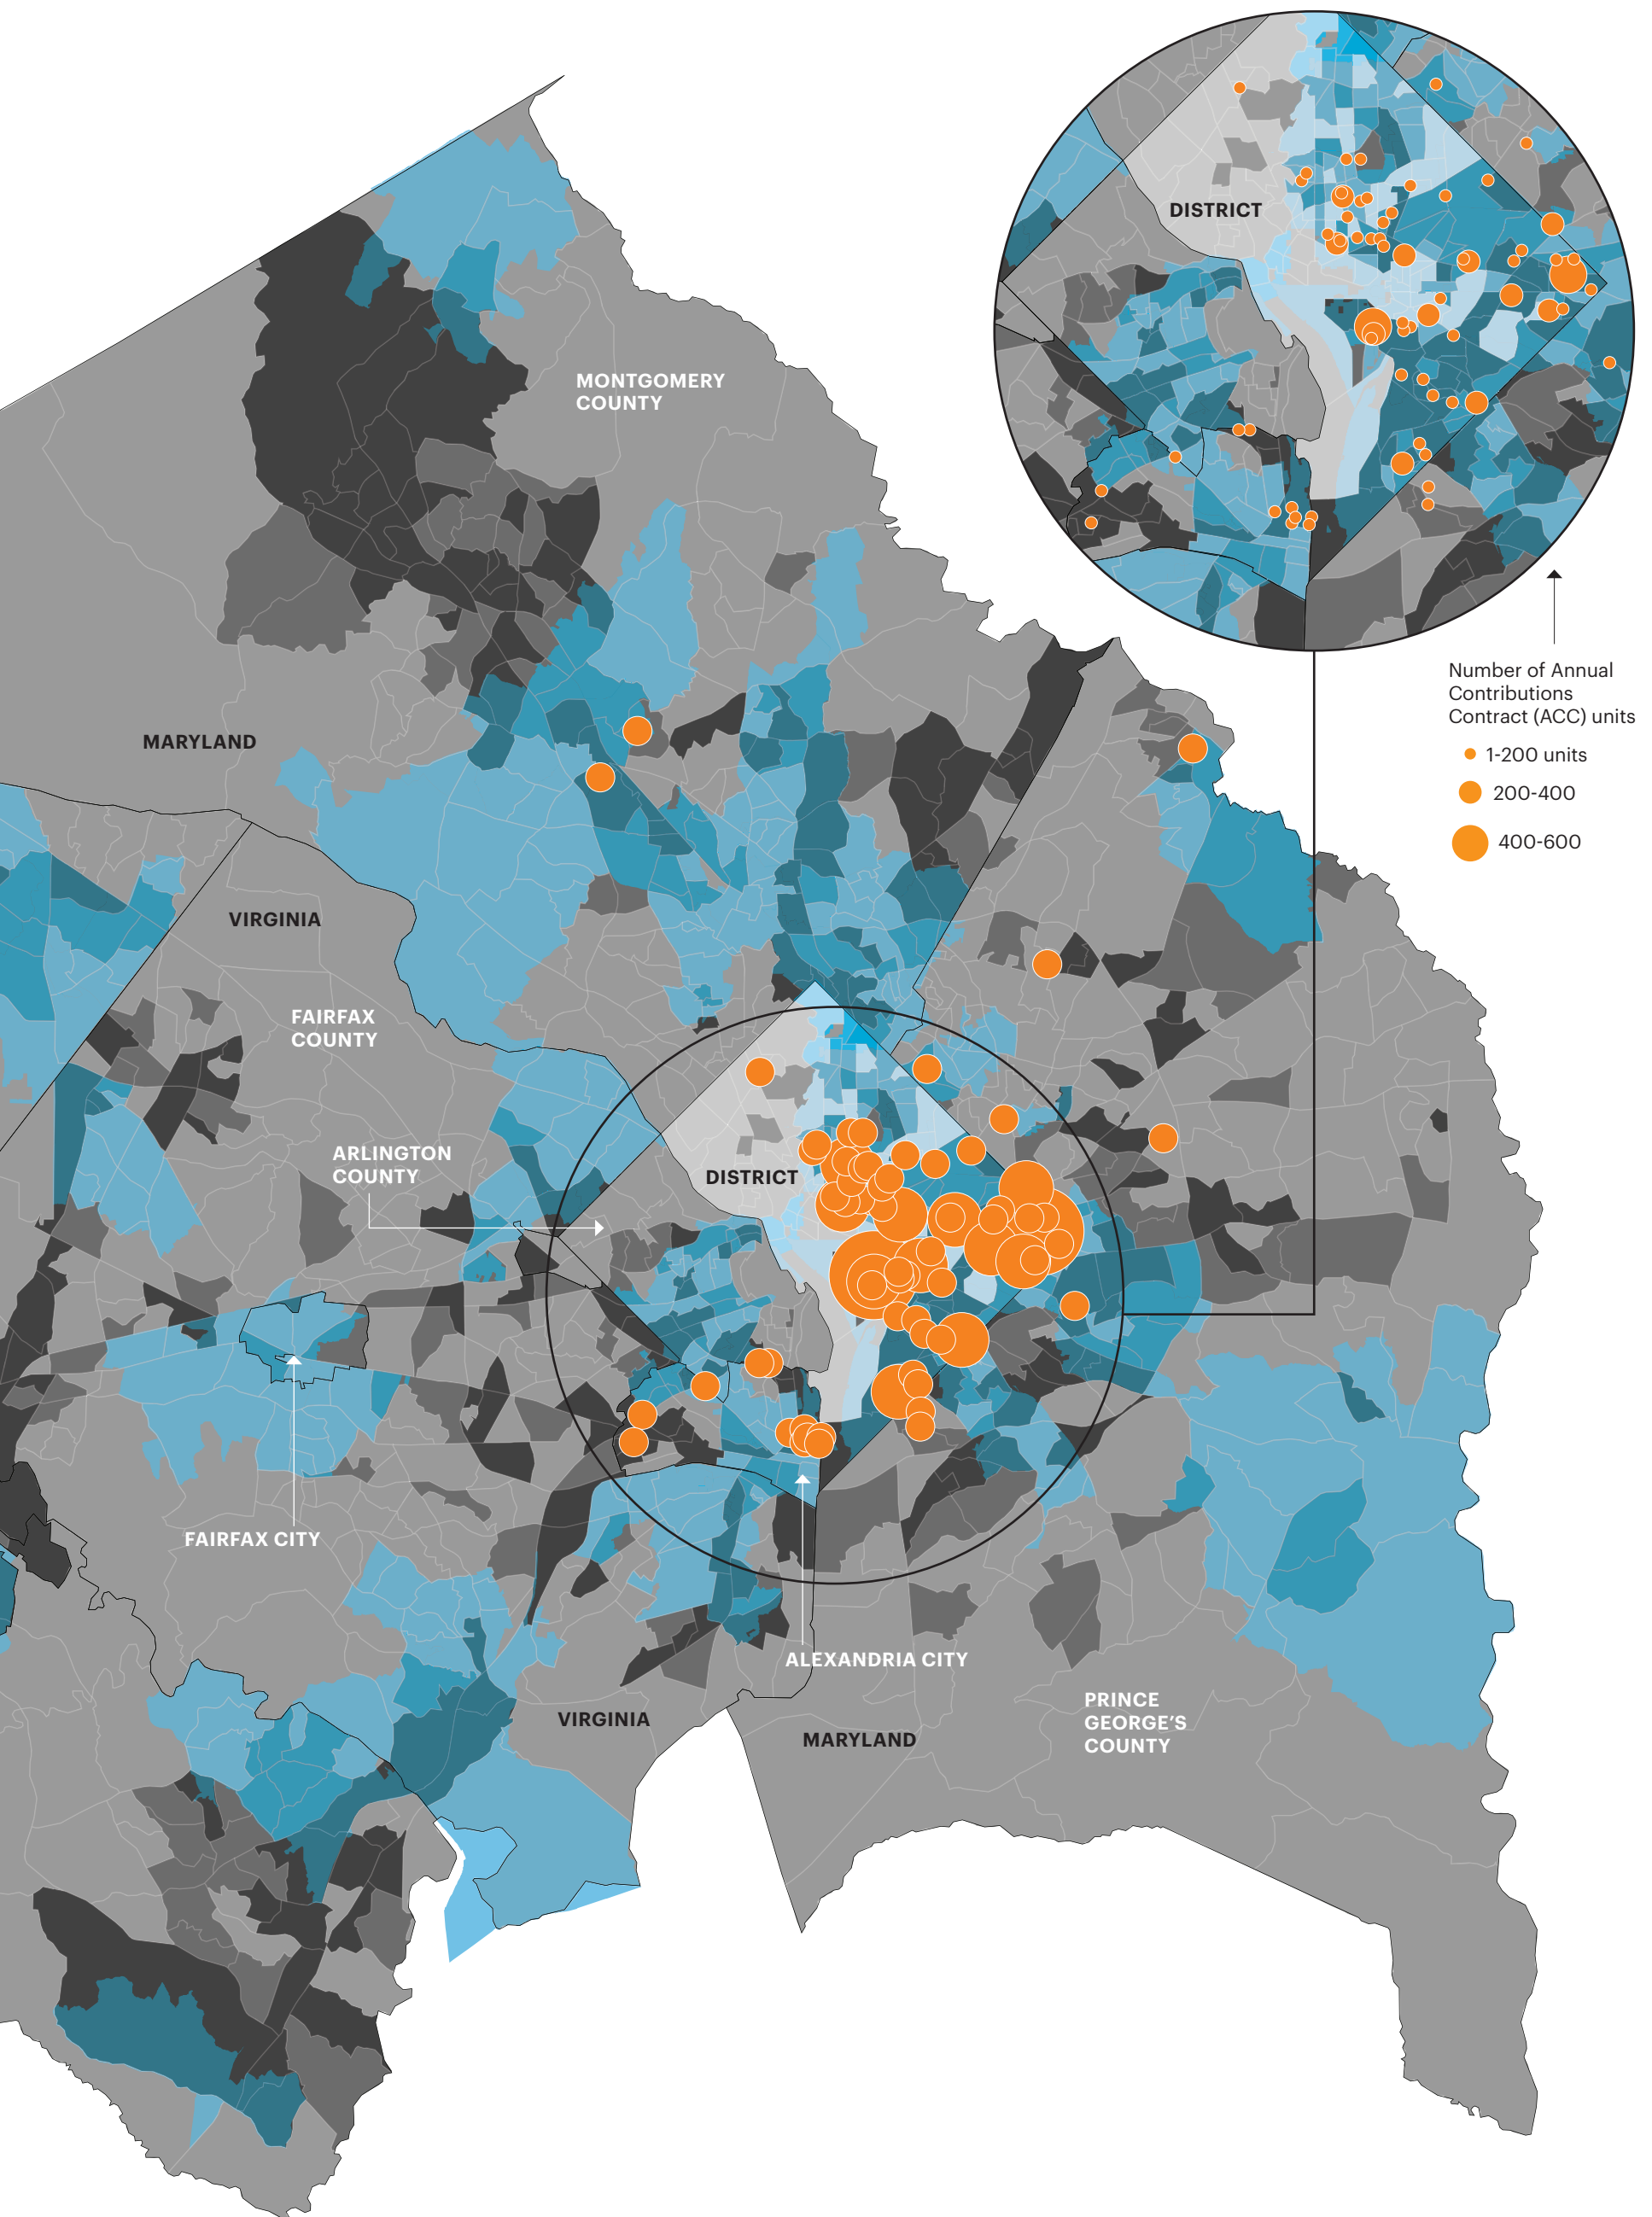 DISTRICT
MONTGOMERY
COUNTY
Number of Annual
Contributions
Contract (ACC) units
1-200 units
200-400
400-600
MARYLAND
VIRGINIA
FAIRFAX
COUNTY
ARLINGTON
COUNTY
DISTRICT
FAIRFAX CITY
ALEXANDRIA CITY
VIRGINIA
MARYLAND
PRINCE
GEORGE'S
COUNTY